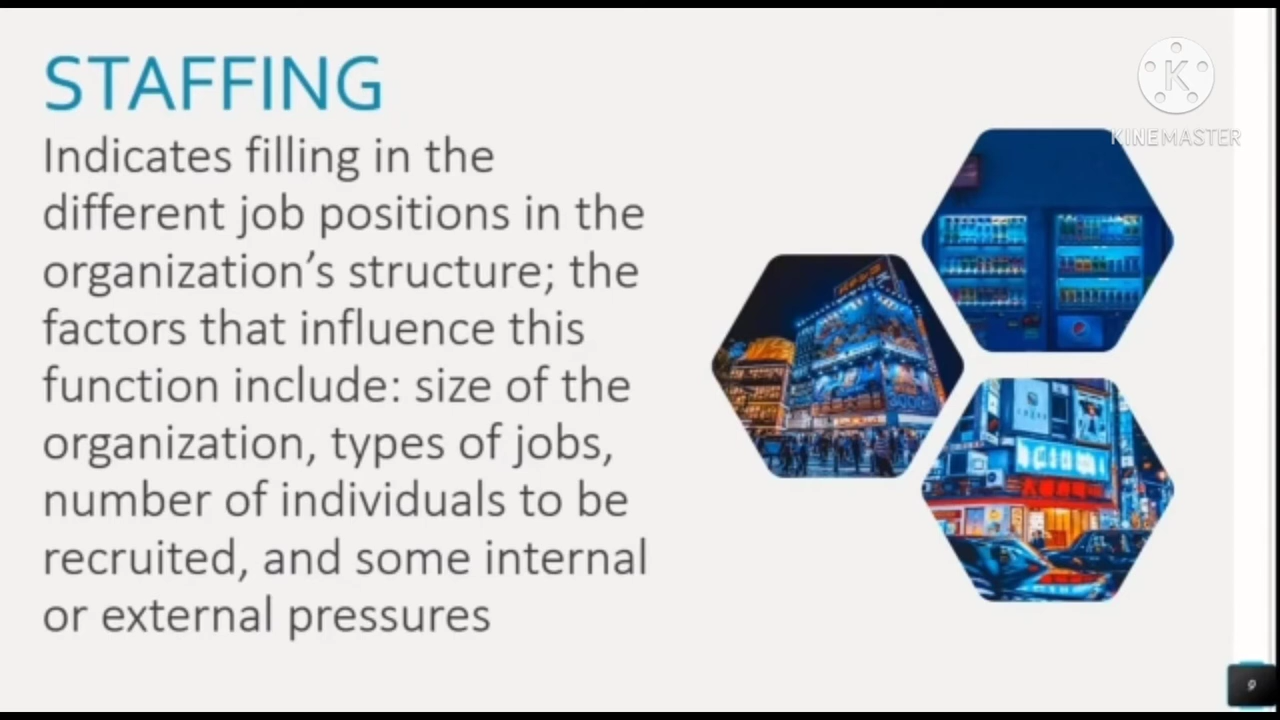 STAFFING
Indicates filling in the
different job positions in the
organization’s structure; the
factors that influence this
function include: size of the
organization, types of jobs,
number of individuals to be
recruited, and some internal
or external pressures
K
KINEMASTER
9